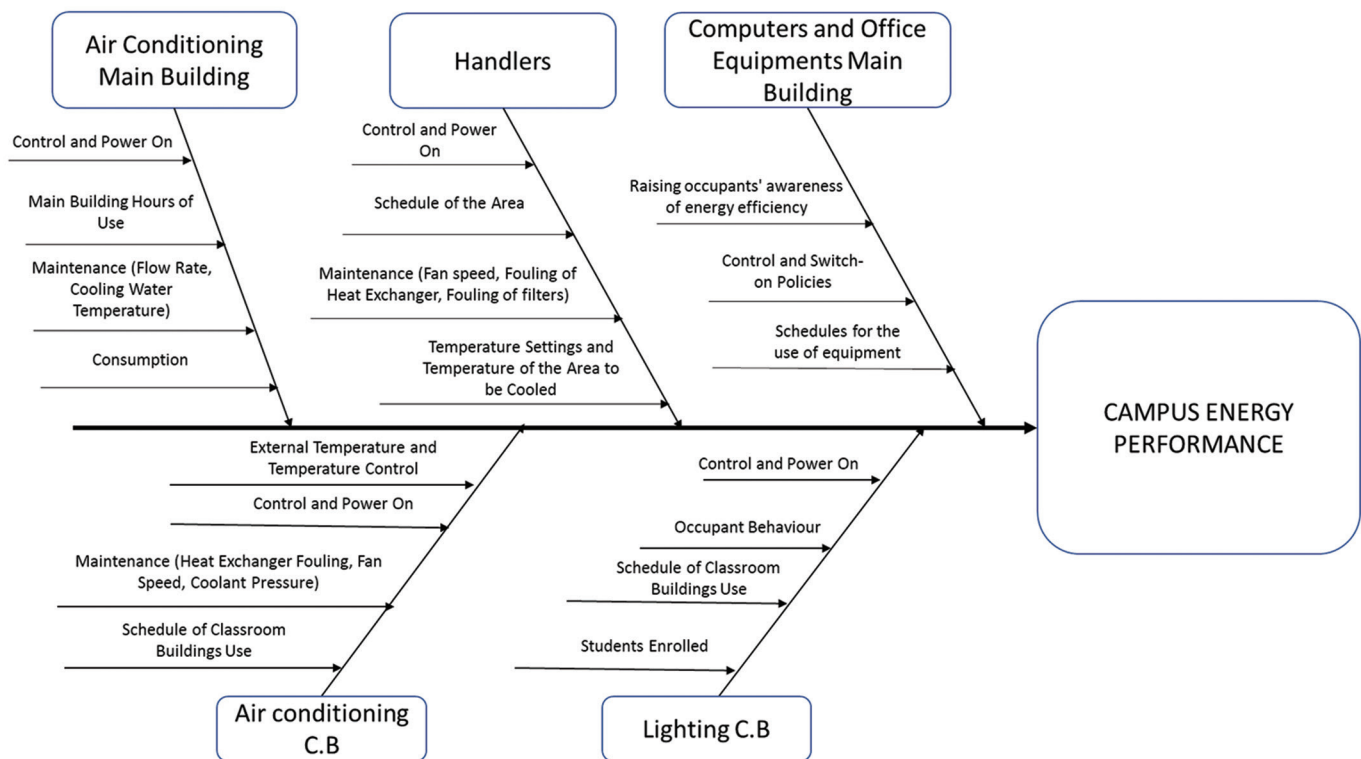 Air Conditioning
Main Building
Handlers
Computers and Office
Equipments Main
Building
Control and Power On
Main Building Hours of
Use
Maintenance (Flow Rate,
Cooling Water
Temperature)
Consumption
Control and Power
On
Schedule of the Area
Maintenance (Fan speed, Fouling of
Heat Exchanger, Fouling of filters)
Temperature Settings and
Temperature of the Area to
be Cooled
Raising occupants' awareness
of energy efficiency
Control and Switch-
on Policies
Schedules for the
use of equipment
CAMPUS ENERGY
PERFORMANCE
External Temperature and
Temperature Control
Control and Power On
Maintenance (Heat Exchanger Fouling, Fan
Speed, Coolant Pressure)
Schedule of Classroom
Buildings Use
Air conditioning
C.B
Control and Power On
Occupant Behaviour
Schedule of Classroom
Buildings Use
Students Enrolled
Lighting C.B